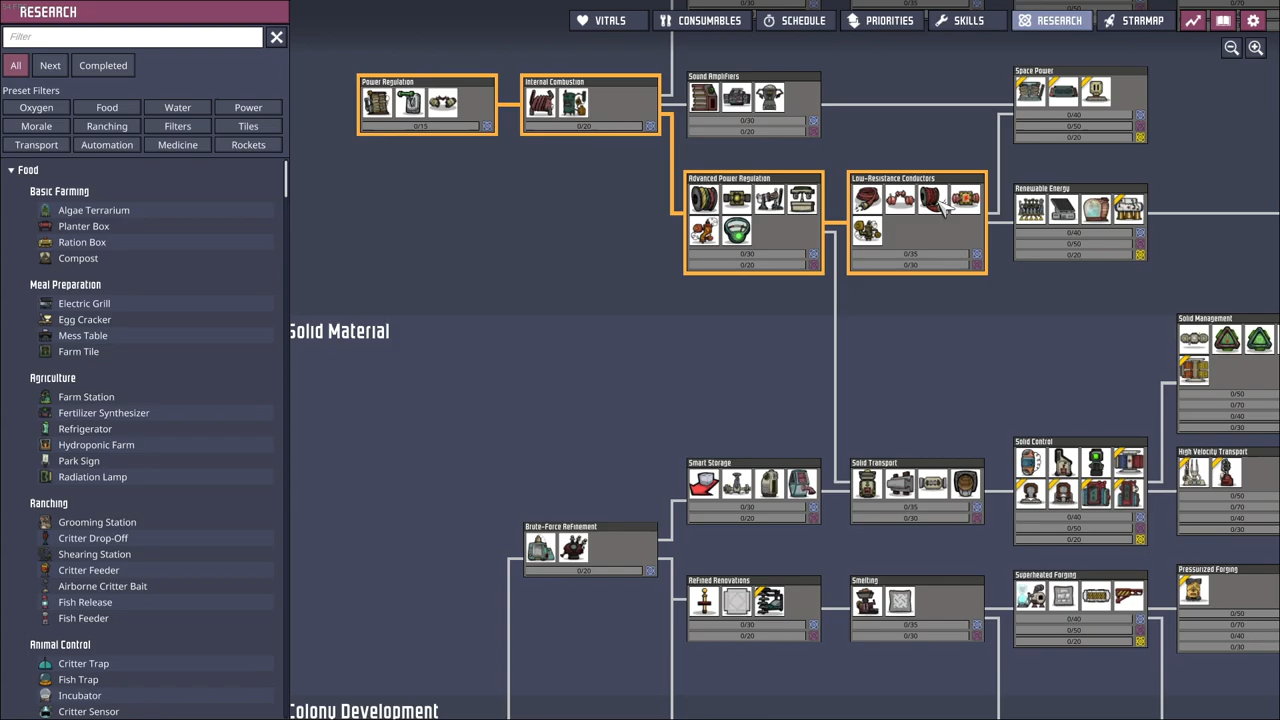 RESEARCH
VITALS
CONSUMABLES
SCHEDULE
PRIORITIES
SKILLS
RESEARCH
STARMAP
Filter
All
Next
Completed
Preset Filters
Oxygen
Food
Water
Power
Morale
Ranching
Filters
Tiles
Transport
Automation
Medicine
Rockets
Food
Basic Farming
Algae Terrarium
Planter Box
Ration Box
Compost
Meal Preparation
Electric Grill
Egg Cracker
Mess Table
Farm Tile
Agriculture
Farm Station
Fertilizer Synthesizer
Refrigerator
Hydroponic Farm
Park Sign
Radiation Lamp
Ranching
Grooming Station
Critter Drop-Off
Shearing Station
Critter Feeder
Airborne Critter Bait
Fish Release
Fish Feeder
Animal Control
Critter Trap
Fish Trap
Incubator
Critter Sensor
0/30
0/20
Power Regulation
0/15
Internal Combustion
0/20
Sound Amplifiers
0/30
0/20
Space Power
0/40
0/50
0/20
Advanced Power Regulation
0/30
0/20
Low-Resistance Conductors
0/35
0/30
Renewable Energy
0/40
0/50
0/20
Solid Material
Solid Management
0/50
0/70
0/40
0/30
Smart Storage
0/30
0/20
Solid Transport
0/35
0/30
Solid Control
0/40
0/50
0/20
High Velocity Transport
0/50
0/70
0/40
0/30
Brute-Force Refinement
0/20
Refined Renovations
0/30
0/20
Smelting
0/35
0/30
Superheated Forging
0/40
0/50
0/20
Pressurized Forging
0/50
0/70
0/40
0/30
Colony Development